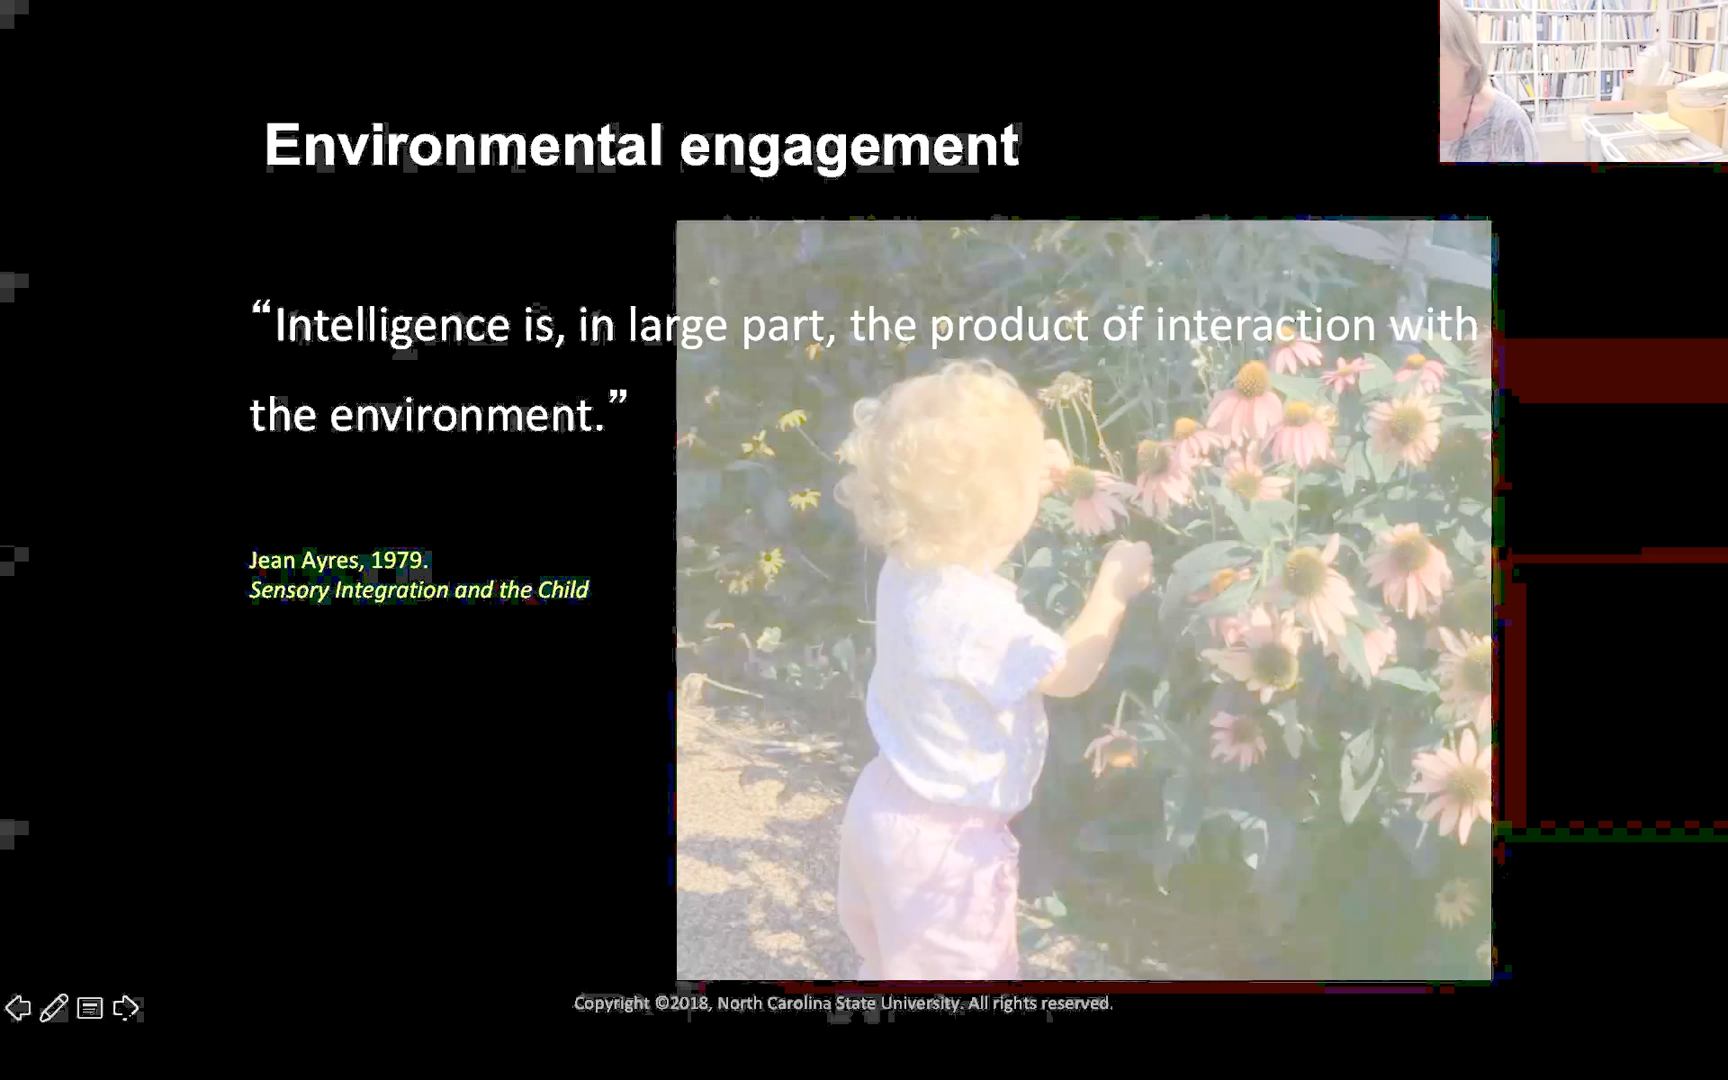 Environmental engagement
“Intelligence is, in large part, the product of interaction with
the environment.”
Jean Ayres, 1979.
Sensory Integration and the Child
Copyright ©2018, North Carolina State University. All rights reserved.